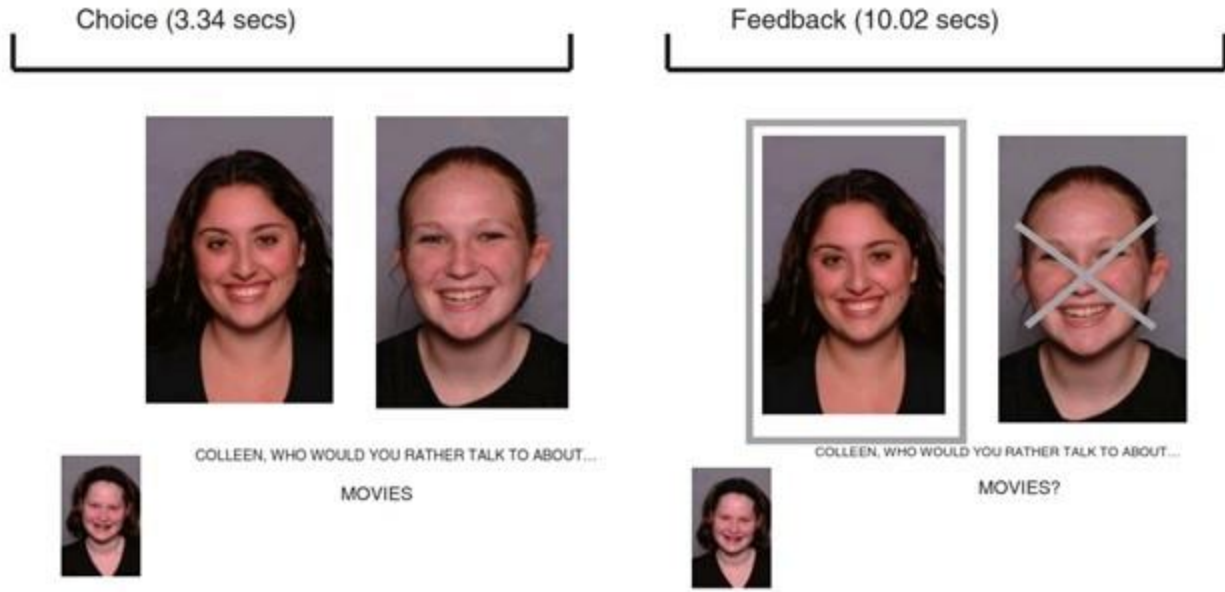 Choice (3.34 secs)
Feedback (10.02 secs)
COLLEEN, WHO WOULD YOU RATHER TALK TO ABOUT...
MOVIES
COLLEEN, WHO WOULD YOU RATHER TALK TO ABOUT...
MOVIES?